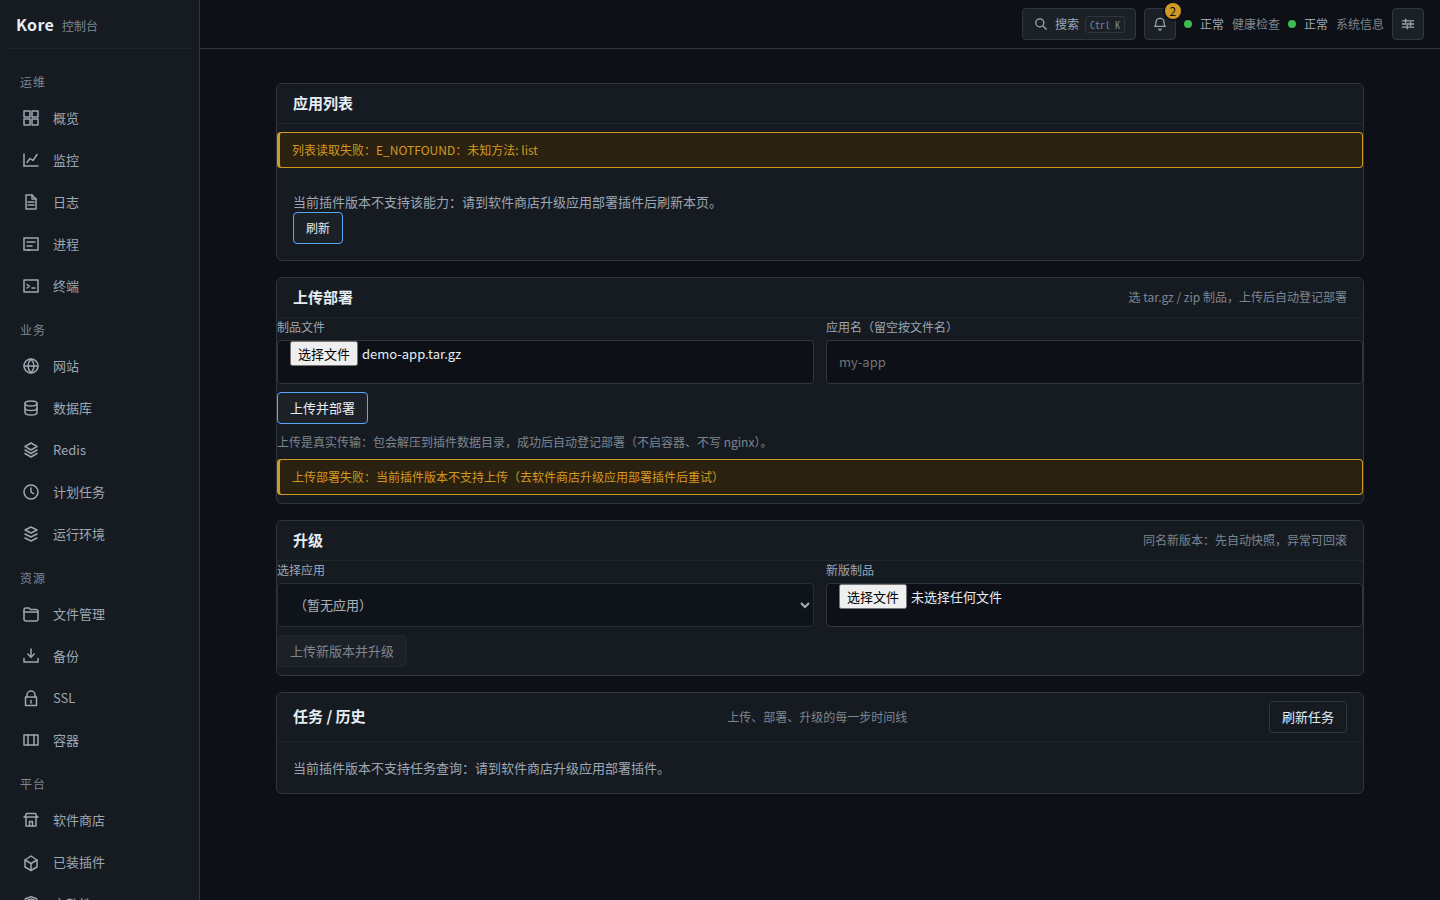 Kore 控制台
搜索 Ctrl K
2
正常 健康检查
正常 系统信息
运维
概览
监控
日志
进程
终端
业务
网站
数据库
Redis
计划任务
运行环境
资源
文件管理
备份
SSL
容器
平台
软件商店
已装插件
应用列表
列表读取失败：E_NOTFOUND：未知方法: list
当前插件版本不支持该能力：请到软件商店升级应用部署插件后刷新本页。
刷新
上传部署
选 tar.gz / zip 制品，上传后自动登记部署
制品文件
选择文件 demo-app.tar.gz
应用名（留空按文件名）
my-app
上传并部署
上传是真实传输：包会解压到插件数据目录，成功后自动登记部署（不启容器、不写 nginx）。
上传部署失败：当前插件版本不支持上传（去软件商店升级应用部署插件后重试）
升级
同名新版本：先自动快照，异常可回滚
选择应用
（暂无应用）
新版制品
选择文件 未选择任何文件
上传新版本并升级
任务 / 历史
上传、部署、升级的每一步时间线
刷新任务
当前插件版本不支持任务查询：请到软件商店升级应用部署插件。